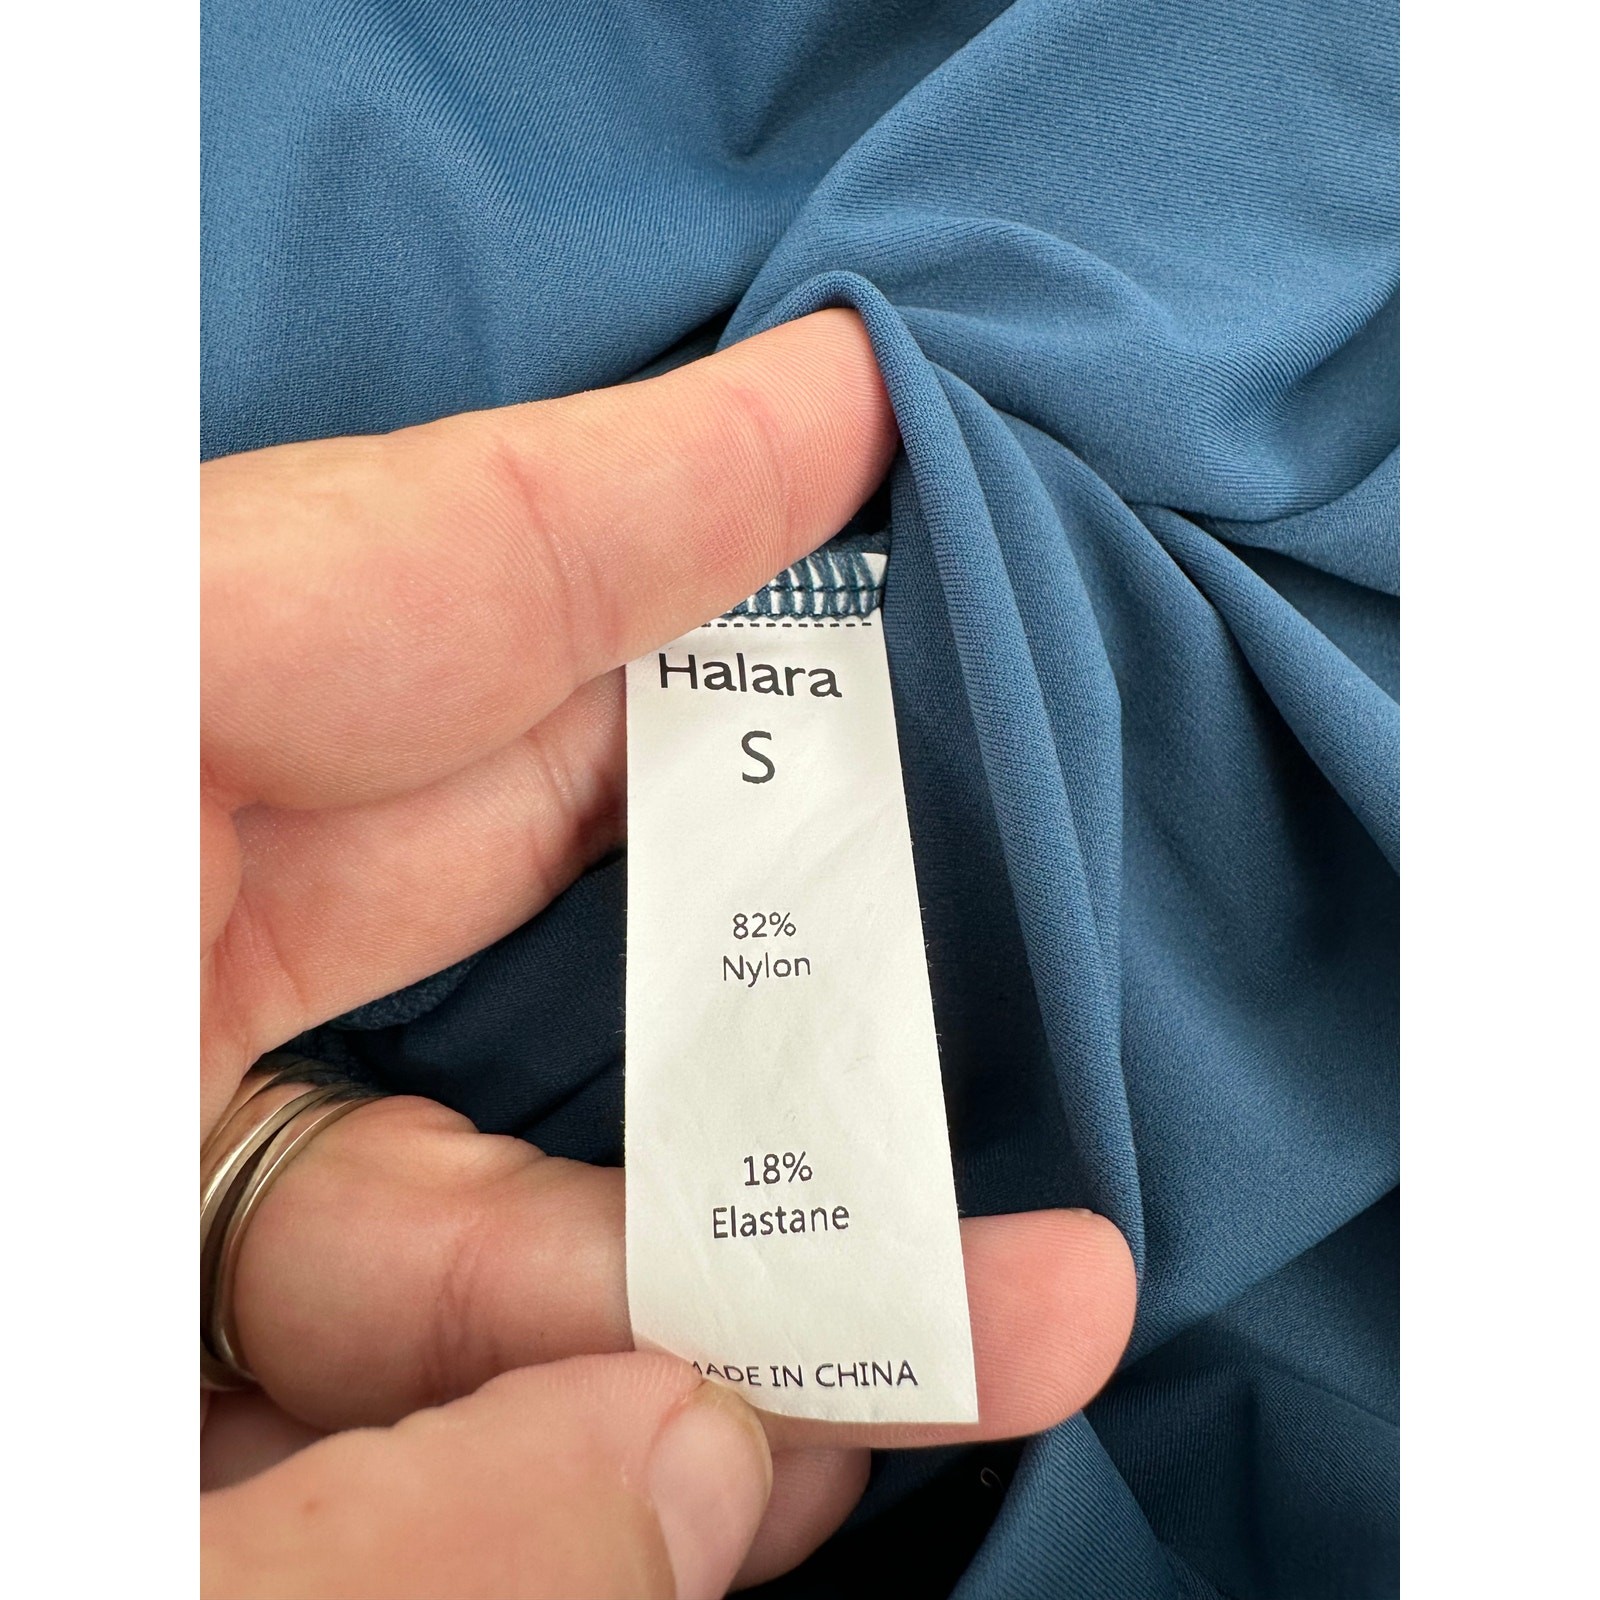 Halara
S
82%
Nylon
18%
Elastane
MADE IN CHINA